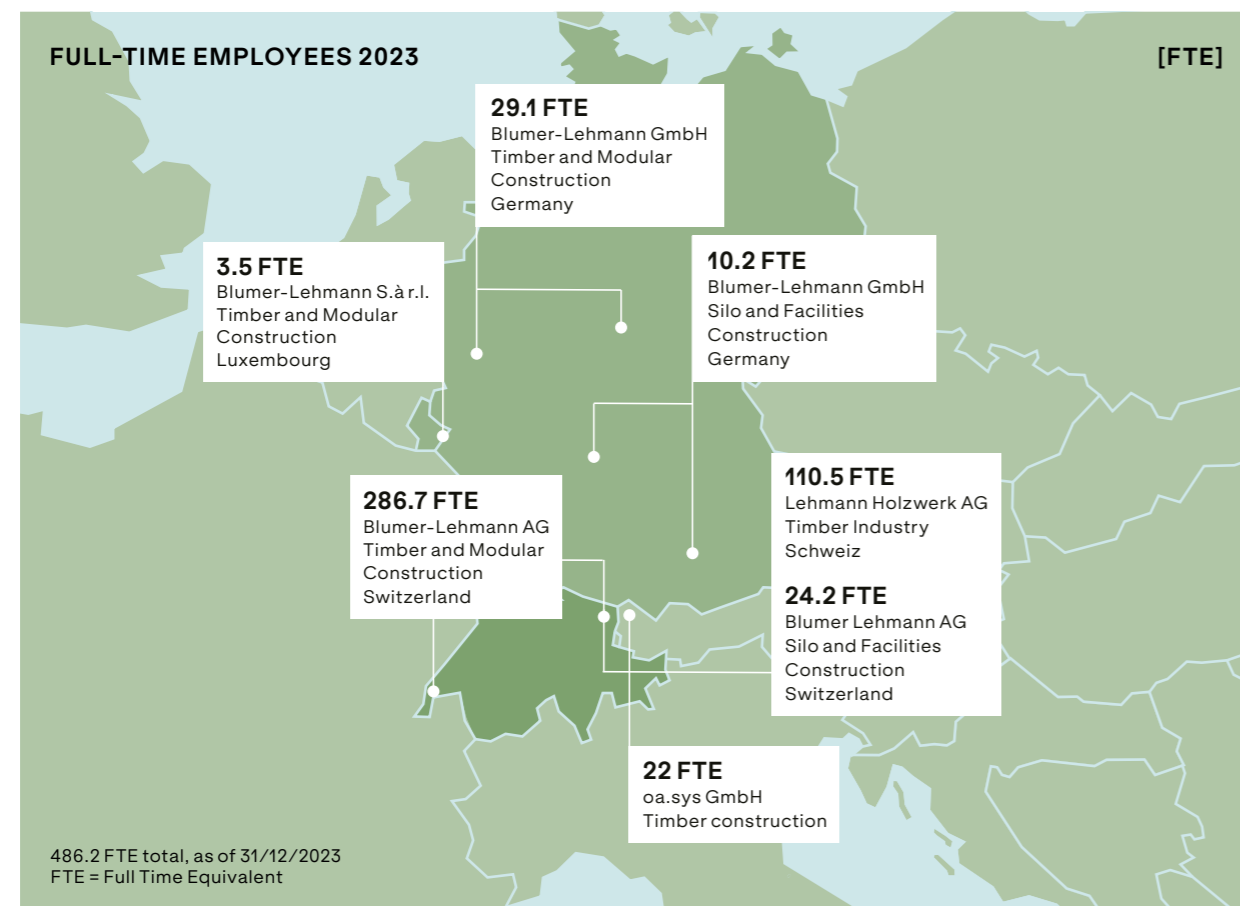 FULL-TIME EMPLOYEES 2023
[FTE]
29.1 FTE
Blumer-Lehmann GmbH
Timber and Modular
Construction
Germany
3.5 FTE
Blumer-Lehmann S.à r.l.
Timber and Modular
Construction
Luxembourg
10.2 FTE
Blumer-Lehmann GmbH
Silo and Facilities
Construction
Germany
286.7 FTE
Blumer-Lehmann AG
Timber and Modular
Construction
Switzerland
110.5 FTE
Lehmann Holzwerk AG
Timber Industry
Schweiz
24.2 FTE
Blumer Lehmann AG
Silo and Facilities
Construction
Switzerland
22 FTE
oa.sys GmbH
Timber construction
486.2 FTE total, as of 31/12/2023
FTE = Full Time Equivalent